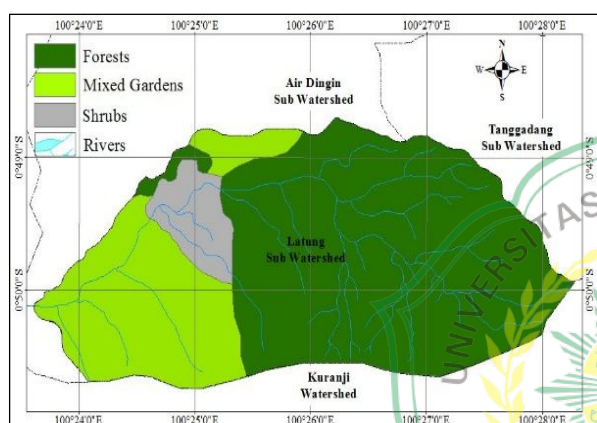 100°24'0"E 100°25'0"E 100°26'0"E 100°27'0"E 100°28'0"E
Forests
Mixed Gardens
Shrubs
Rivers
N
W E
S
Air Dingin
Sub Watershed
Tanggadang
Sub Watershed
0°49'0"S
0°49'0"S
Latung
Sub Watershed
0°50'0"S
0°50'0"S
Kuranji
Watershed
100°24'0"E 100°25'0"E 100°26'0"E 100°27'0"E 100°28'0"E
UNIVERSITAS